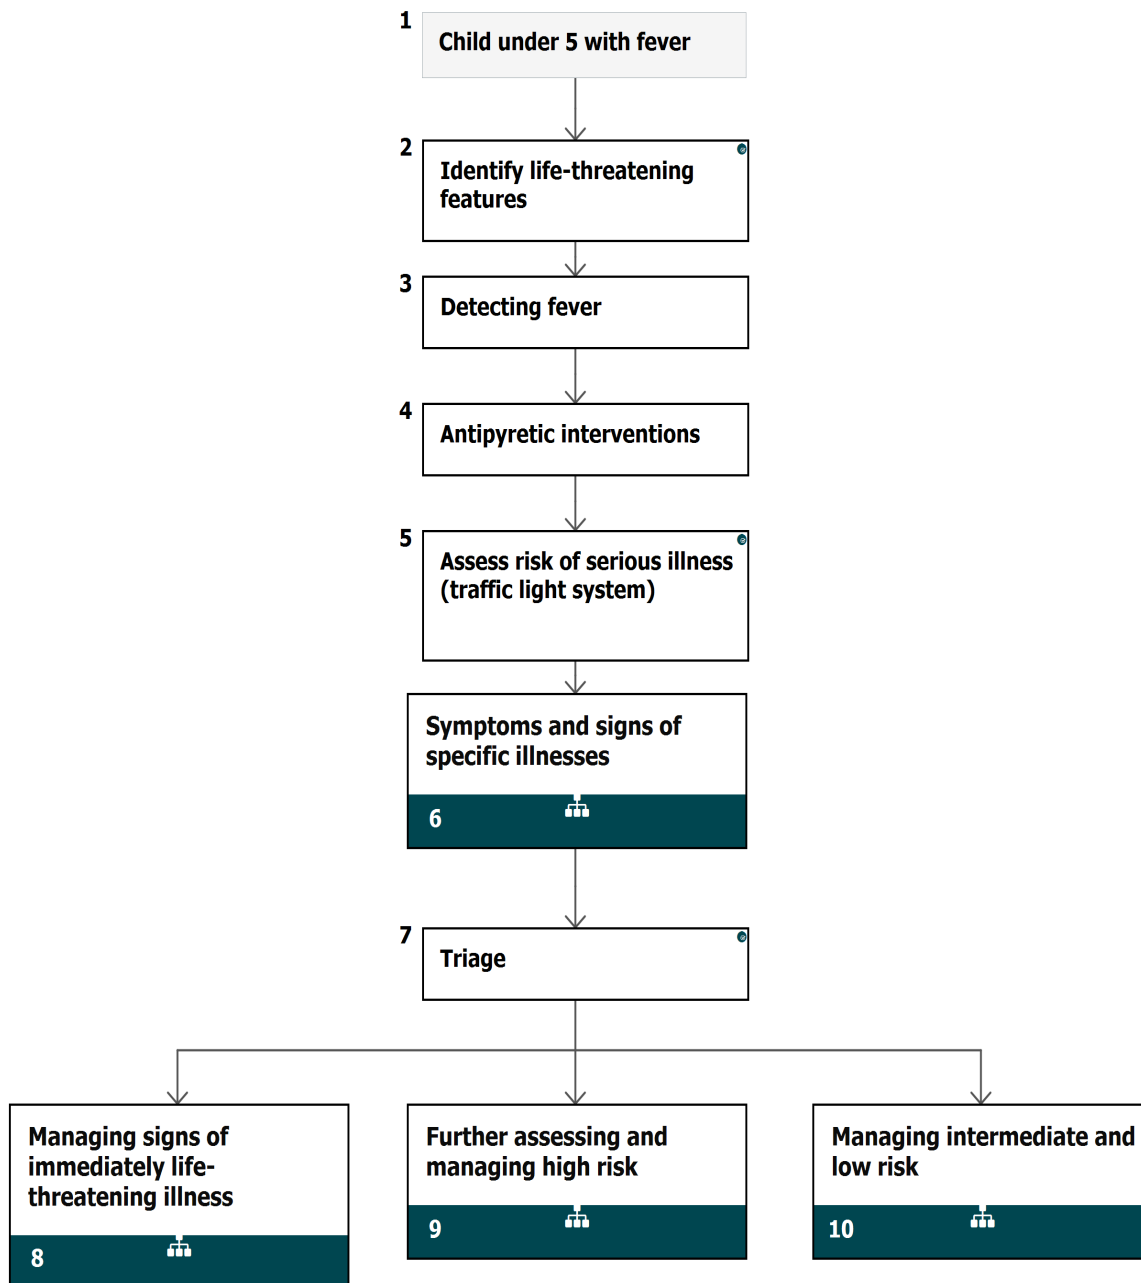 1
Child under 5 with fever
2
Identify life-threatening
features
3
Detecting fever
4
Antipyretic interventions
5
Assess risk of serious illness
(traffic light system)
Symptoms and signs of
specific illnesses
6
7
Triage
Managing signs of
immediately life-
threatening illness
8
Further assessing and
managing high risk
9
Managing intermediate and
low risk
10